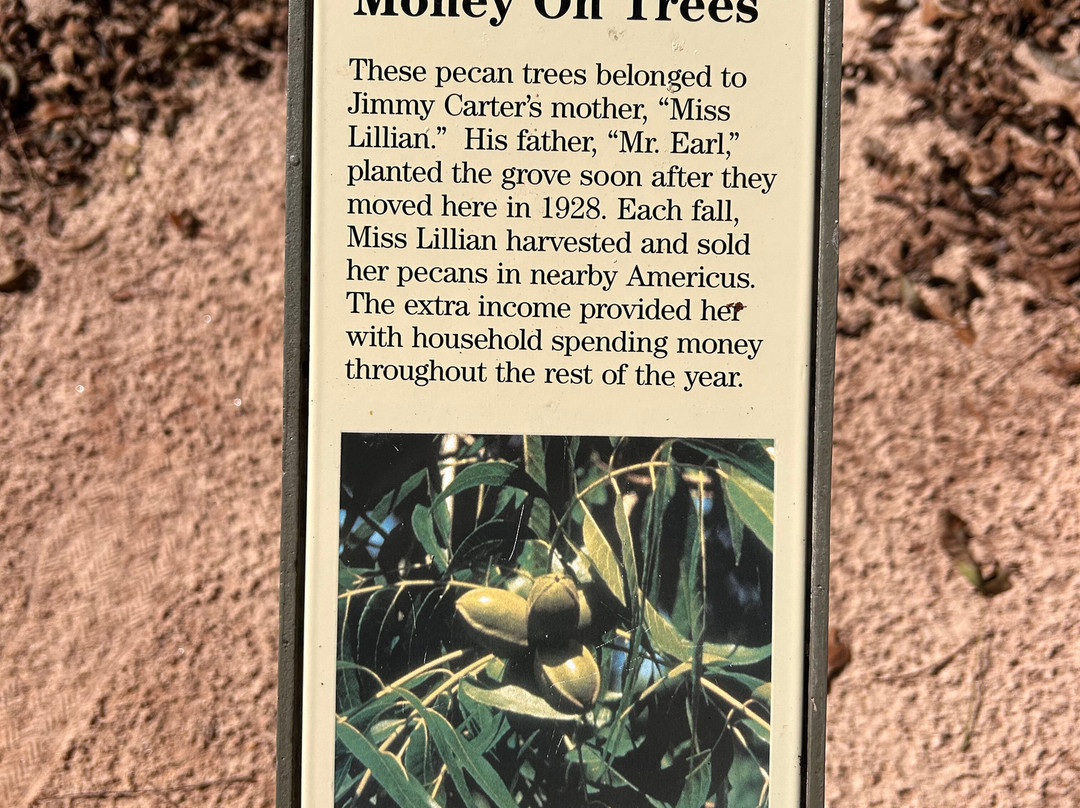 Money On Trees
These pecan trees belonged to
Jimmy Carter's mother, “Miss
Lillian.”  His father, “Mr. Earl,”
planted the grove soon after they
moved here in 1928. Each fall,
Miss Lillian harvested and sold
her pecans in nearby Americus.
The extra income provided her
with household spending money
throughout the rest of the year.